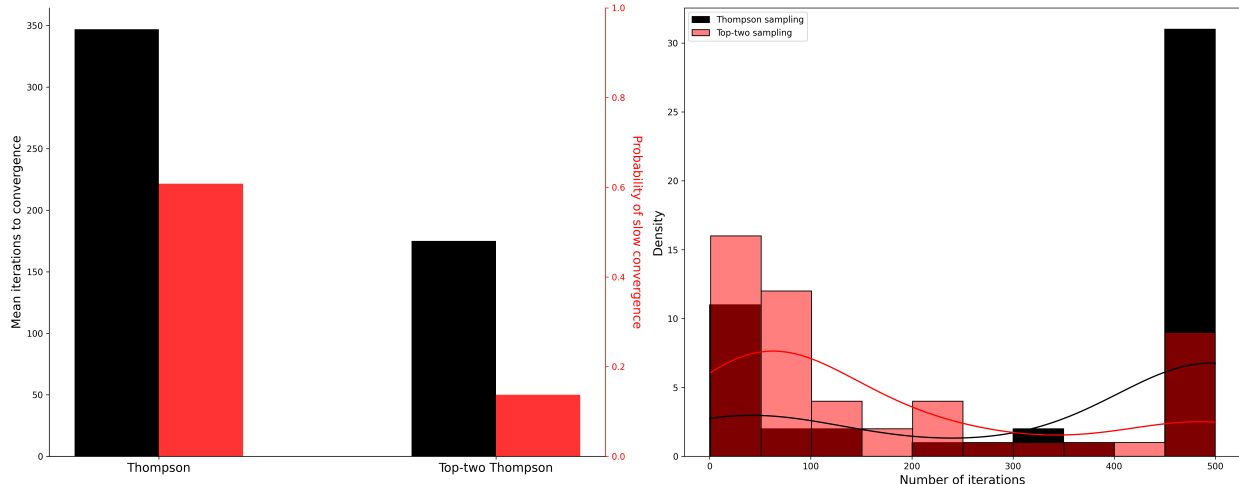 350
300
250
200
150
100
50
0
Mean iterations to convergence
Thompson
Top-two Thompson
1.0
0.8
0.6
0.4
0.2
0.0
Probability of slow convergence
Thompson sampling
Top-two sampling
30
25
20
15
10
5
0
Density
0 100 200 300 400 500
Number of iterations